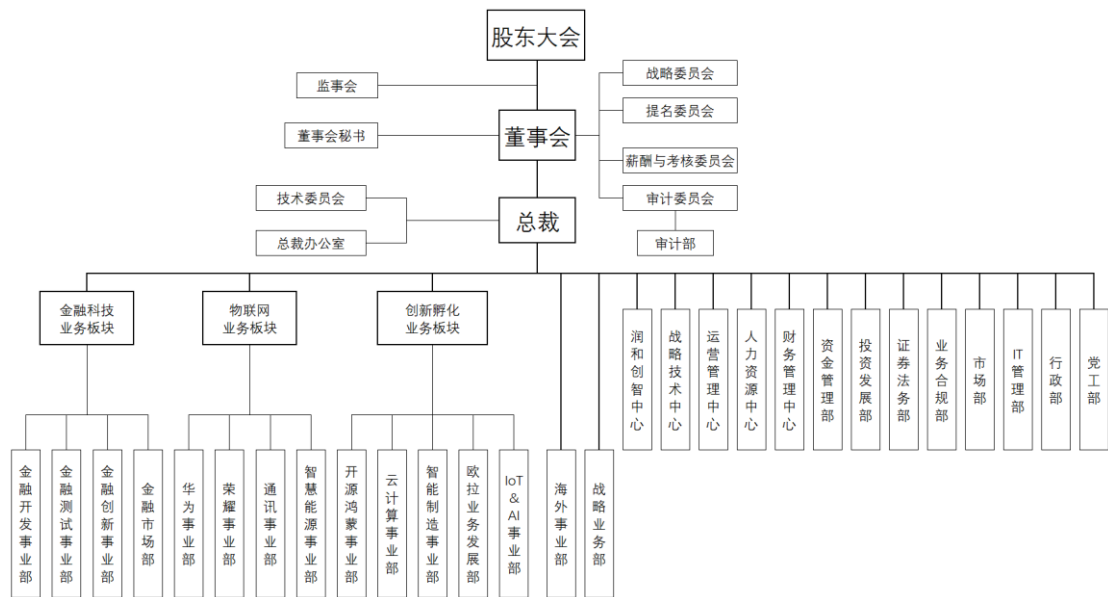 股东大会
监事会
战略委员会
提名委员会
董事会秘书
董事会
薪酬与考核委员会
技术委员会
总裁
审计委员会
总裁办公室
审计部
金融科技
业务板块
物联网
业务板块
创新孵化
业务板块
润和创智中心
战略技术中心
运营管理中心
人力资源中心
财务管理中心
资金管理部
投资发展部
证券法务部
业务合规部
市场部
IT管理部
行政部
党工部
金融开发事业部
金融测试事业部
金融创新事业部
金融市场部
华为事业部
荣耀事业部
通讯事业部
智慧能源事业部
开源鸿蒙事业部
云计算事业部
智能制造事业部
欧拉业务发展部
IoT&AI事业部
海外事业部
战略业务部